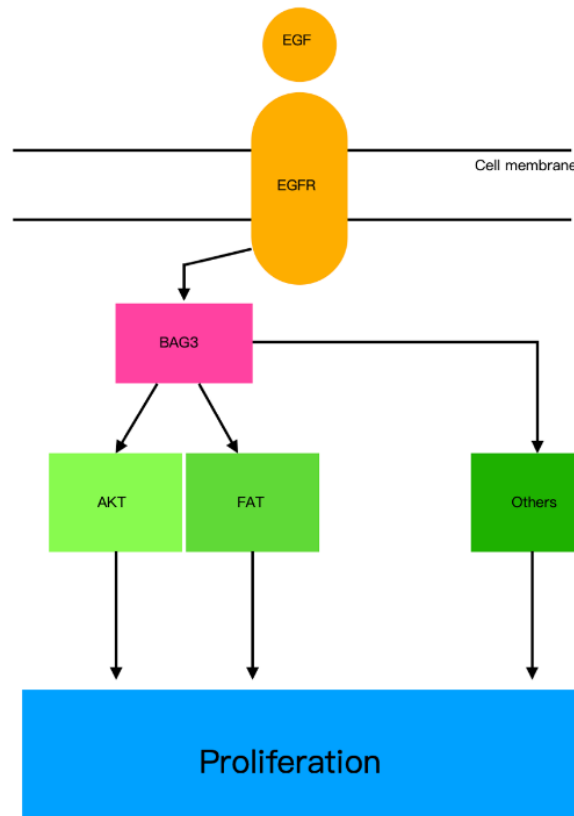 EGF
Cell membrane
EGFR
BAG3
AKT
FAT
Others
Proliferation